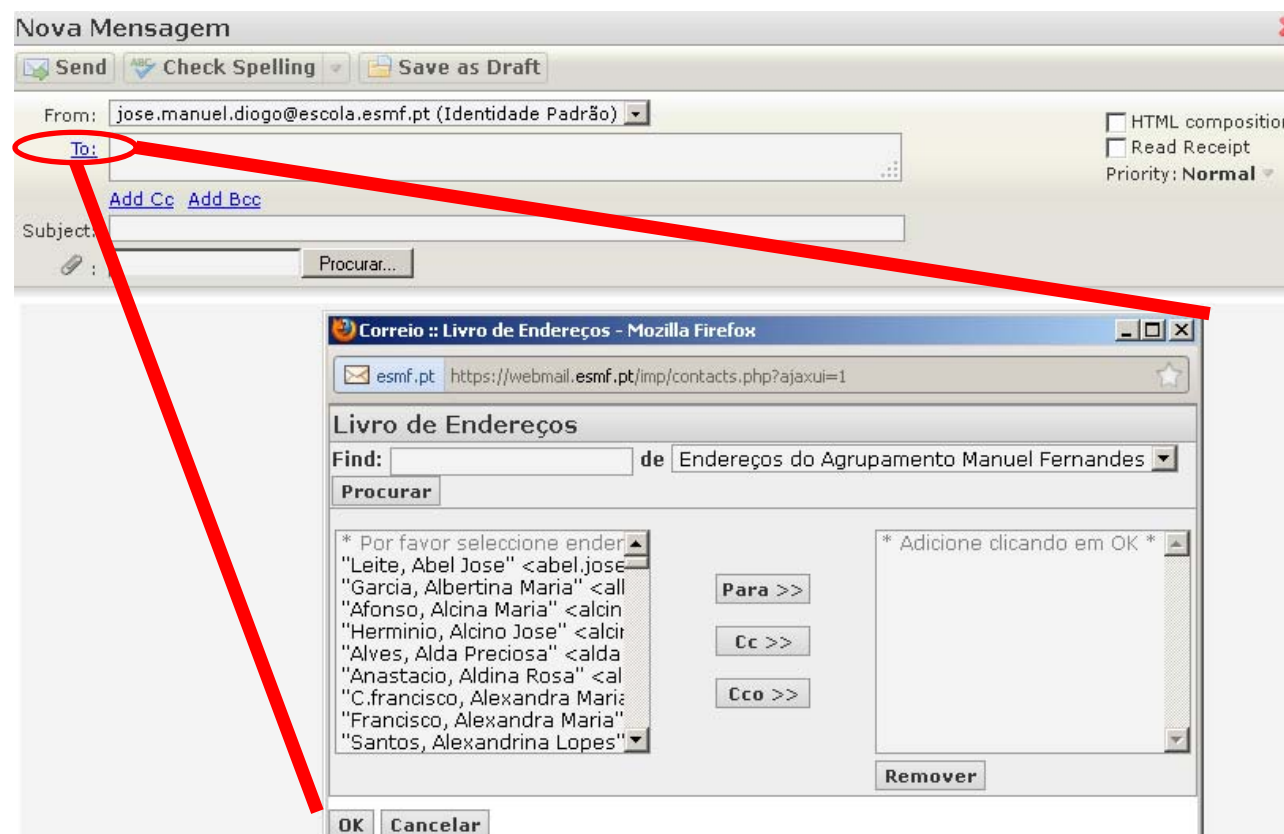 Nova Mensagem
Send Check Spelling Save as Draft
From: jose.manuel.diogo@escola.esmf.pt (Identidade Padrão)
HTML composition
To:
Read Receipt
Priority: Normal
Add Cc Add Bcc
Subject:
: Procurar...
Correio :: Livro de Endereços - Mozilla Firefox
esmf.pt https://webmail.esmf.pt/imp/contacts.php?ajaxui=1
Livro de Endereços
Find: de Endereços do Agrupamento Manuel Fernandes
Procurar
* Por favor seleccione ender
"Leite, Abel Jose" <abel.jose
"Garcia, Albertina Maria" <all
"Afonso, Alcina Maria" <alcin
"Herminio, Alcino Jose" <alcir
"Alves, Alda Preciosa" <alda
"Anastacio, Aldina Rosa" <al
"C.francisco, Alexandra Maria
"Francisco, Alexandra Maria"
"Santos, Alexandrina Lopes"
Para >>
Cc >>
Cco >>
* Adicione clicando em OK *
Remover
OK Cancelar